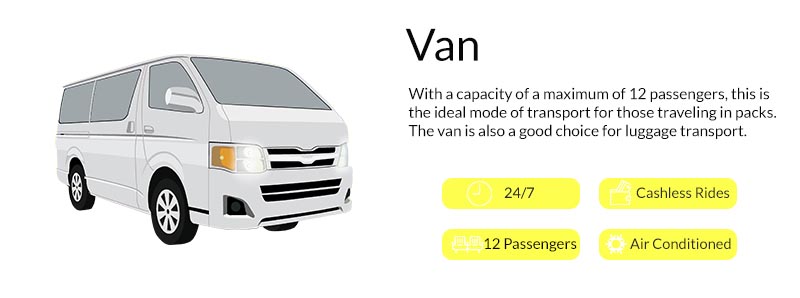 Van
With a capacity of a maximum of 12 passengers, this is
the ideal mode of transport for those traveling in packs.
The van is also a good choice for luggage transport.
24/7
Cashless Rides
12 Passengers
Air Conditioned